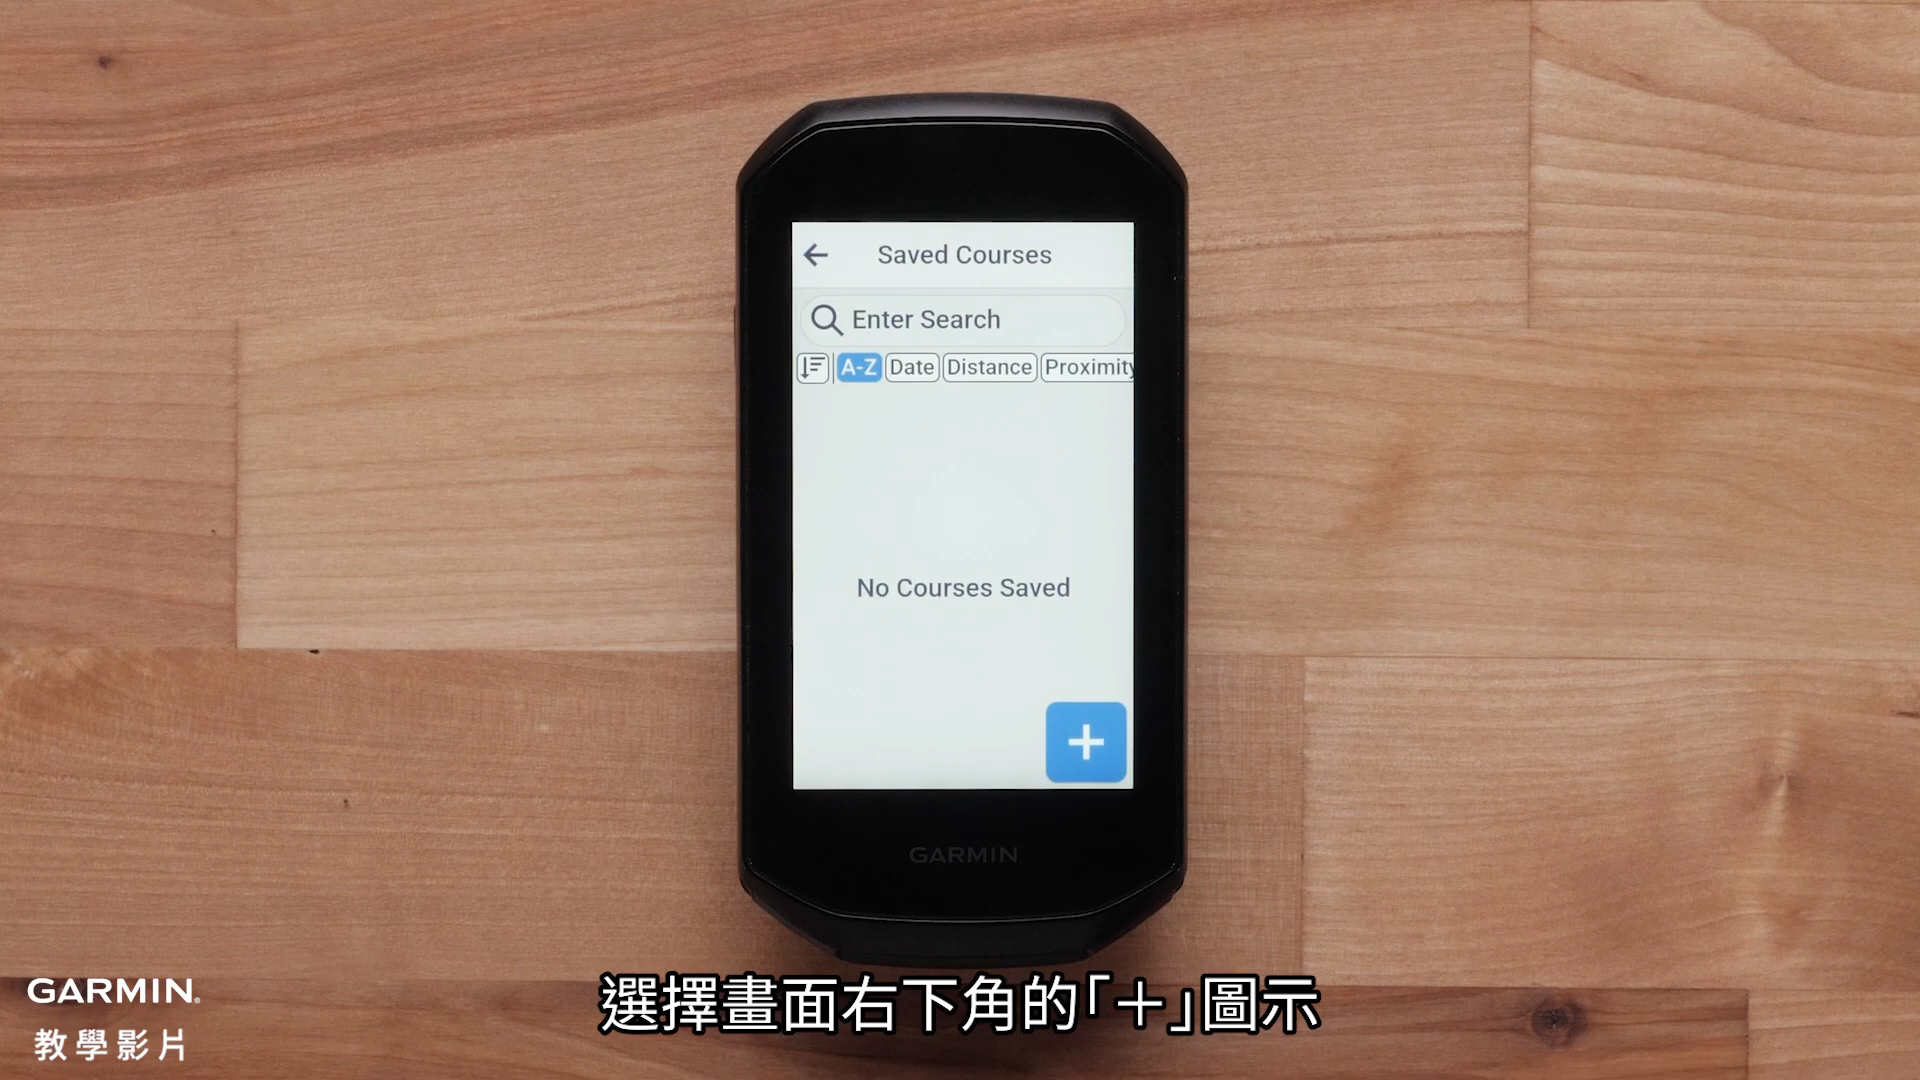 Saved Courses
Enter Search
A-Z Date Distance Proximity
No Courses Saved
+
GARMIN
選擇畫面右下角的「＋」圖示
GARMIN®
教學影片